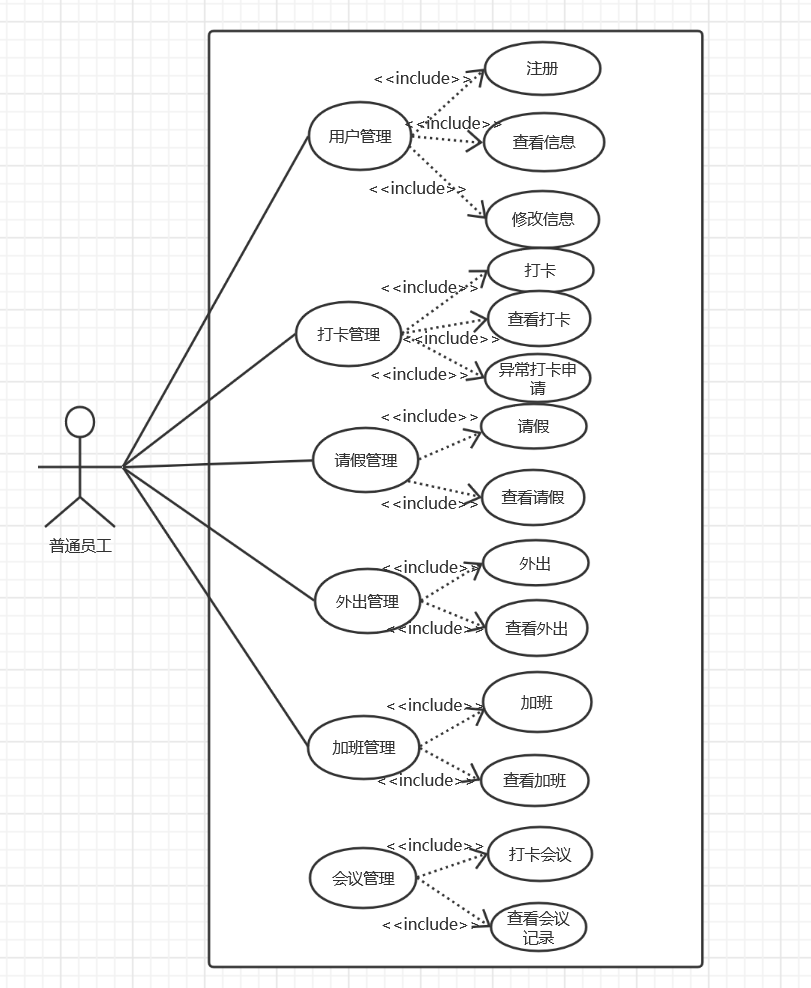 <<include>>
注册
<<include>>
用户管理
查看信息
<<include>>
修改信息
<<include>>
打卡
打卡管理
查看打卡
<<include>>
<<include>>
异常打卡申
请
<<include>>
请假
请假管理
<<include>>
查看请假
普通员工
<<include>>
外出
外出管理
<<include>>
查看外出
<<include>>
加班
加班管理
<<include>>
查看加班
<<include>>
打卡会议
会议管理
<<include>>
查看会议
记录